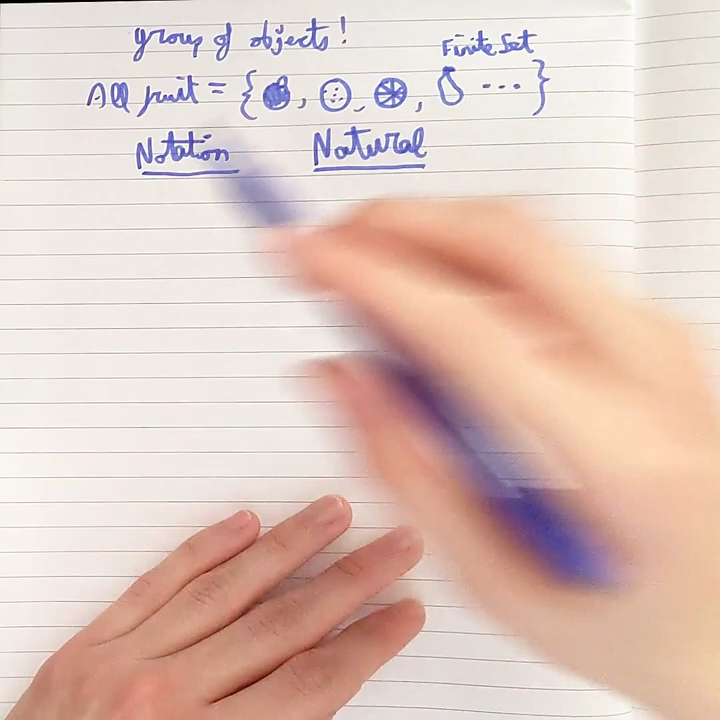 group of objects!
Finite Set
All fruit = { , , , ... }
Notation Natural